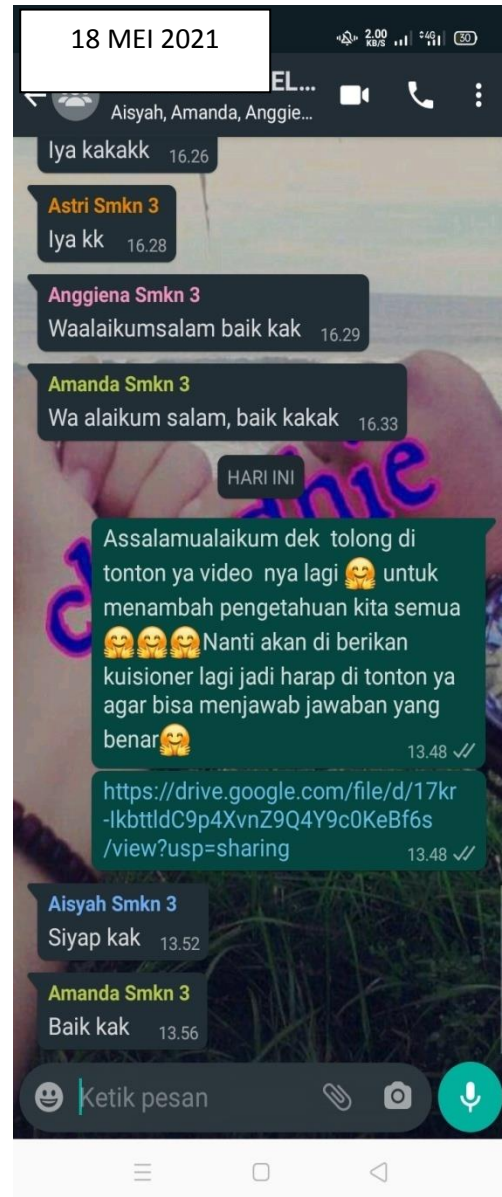 18 MEI 2021
2.00 KB/S 4G 30
EL...
Aisyah, Amanda, Anggie...
Iya kakakk 16.26
Astri Smkn 3
Iya kk 16.28
Anggiena Smkn 3
Waalaikumsalam baik kak 16.29
Amanda Smkn 3
Wa alaikum salam, baik kakak 16.33
HARI INI
Assalamualaikum dek tolong di
tonton ya video nya lagi 🤗 untuk
menambah pengetahuan kita semua
🤗🤗🤗Nanti akan di berikan
kuisioner lagi jadi harap di tonton ya
agar bisa menjawab jawaban yang
benar🤗 13.48
https://drive.google.com/file/d/17kr
-IkbttldC9p4XvnZ9Q4Y9c0KeBf6s
/view?usp=sharing 13.48
Aisyah Smkn 3
Siyap kak 13.52
Amanda Smkn 3
Baik kak 13.56
Ketik pesan